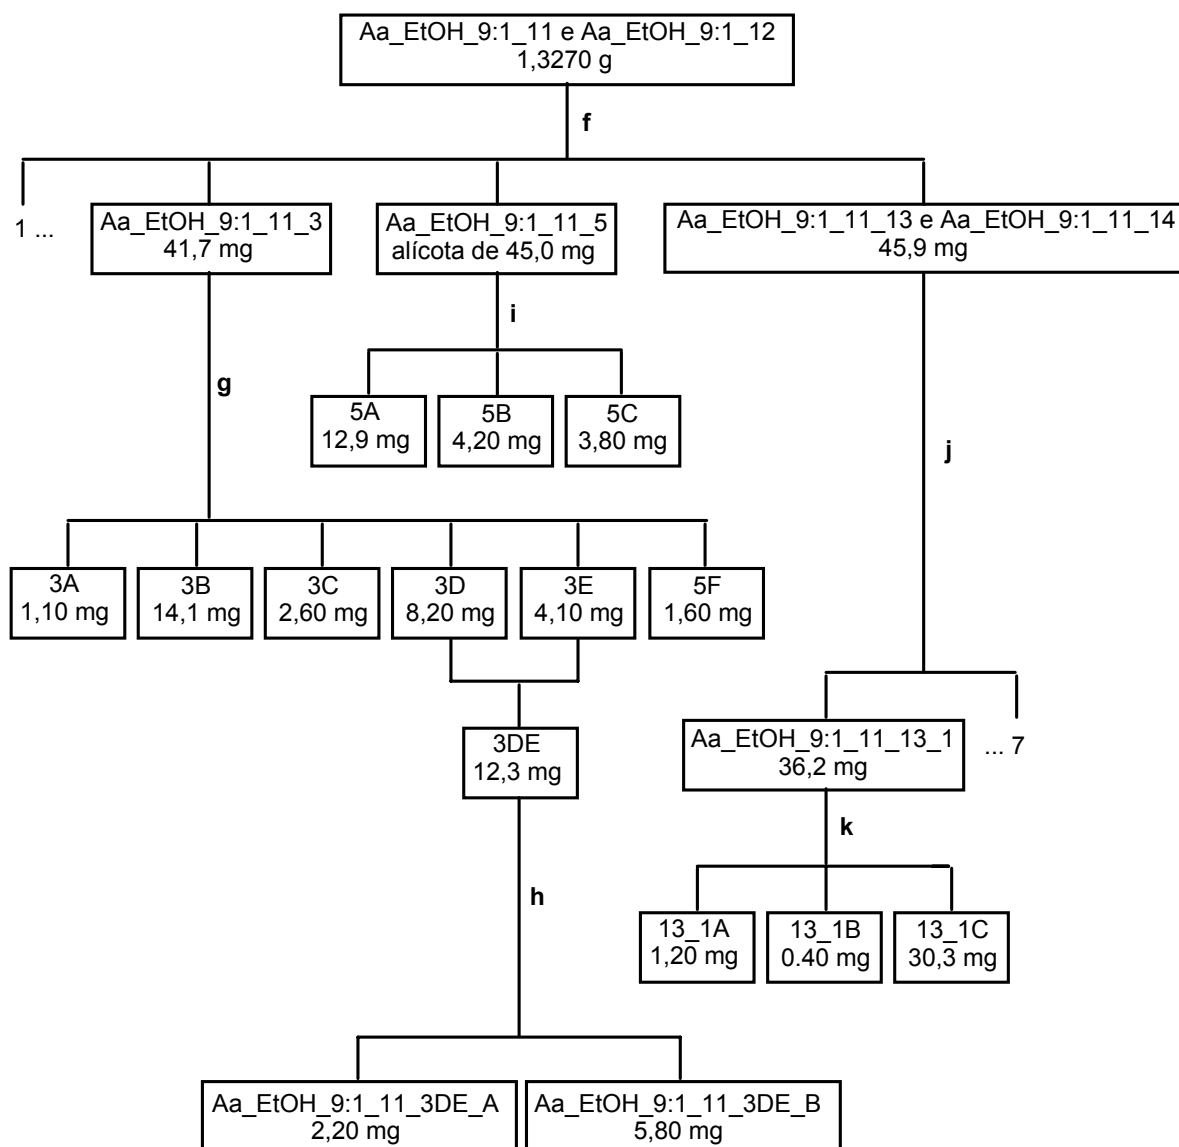 Aa_EtOH_9:1_11 e Aa_EtOH_9:1_12
1,3270 g
f
1 ...
Aa_EtOH_9:1_11_3
41,7 mg
Aa_EtOH_9:1_11_5
alícota de 45,0 mg
Aa_EtOH_9:1_11_13 e Aa_EtOH_9:1_11_14
45,9 mg
i
g
5A
12,9 mg
5B
4,20 mg
5C
3,80 mg
j
3A
1,10 mg
3B
14,1 mg
3C
2,60 mg
3D
8,20 mg
3E
4,10 mg
5F
1,60 mg
3DE
12,3 mg
Aa_EtOH_9:1_11_13_1
36,2 mg
... 7
k
h
13_1A
1,20 mg
13_1B
0.40 mg
13_1C
30,3 mg
Aa_EtOH_9:1_11_3DE_A
2,20 mg
Aa_EtOH_9:1_11_3DE_B
5,80 mg